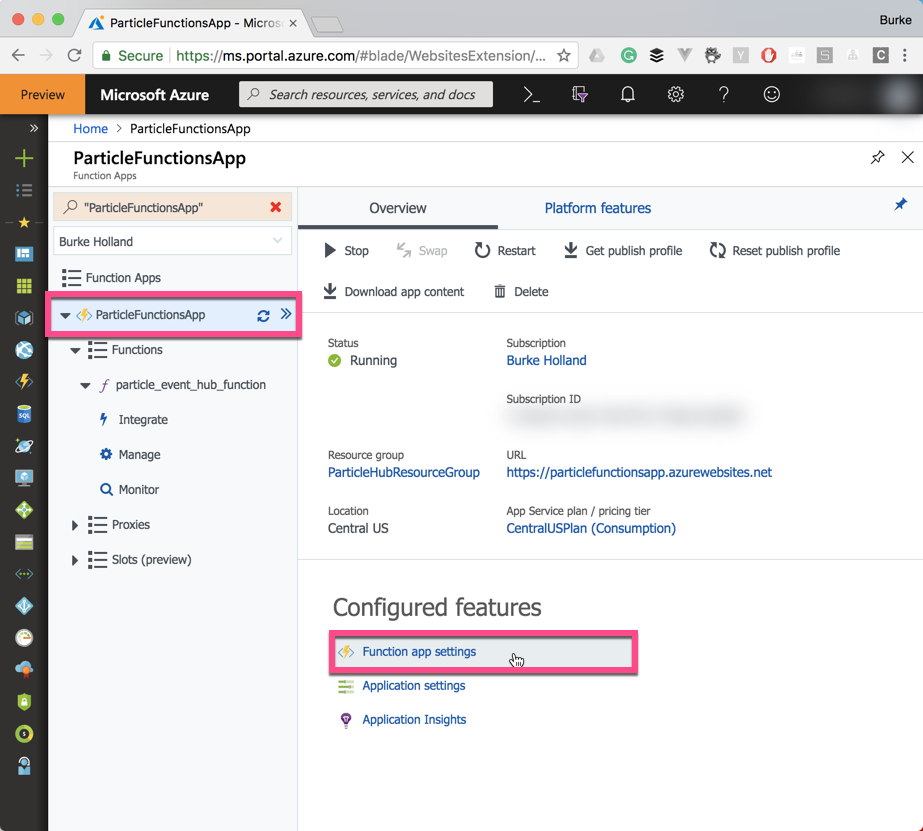 ParticleFunctionsApp - Micros
Burke
Secure https://ms.portal.azure.com/#blade/WebsitesExtension/...
Preview Microsoft Azure Search resources, services, and docs
Home > ParticleFunctionsApp
ParticleFunctionsApp
Function Apps
"ParticleFunctionsApp"
Burke Holland
Function Apps
ParticleFunctionsApp
Functions
particle_event_hub_function
Integrate
Manage
Monitor
Proxies
Slots (preview)
Overview Platform features
Stop Swap Restart Get publish profile Reset publish profile
Download app content Delete
Status
Running
Subscription
Burke Holland
Subscription ID
Resource group
ParticleHubResourceGroup
URL
https://particlefunctionsapp.azurewebsites.net
Location
Central US
App Service plan / pricing tier
CentralUSPlan (Consumption)
Configured features
Function app settings
Application settings
Application Insights